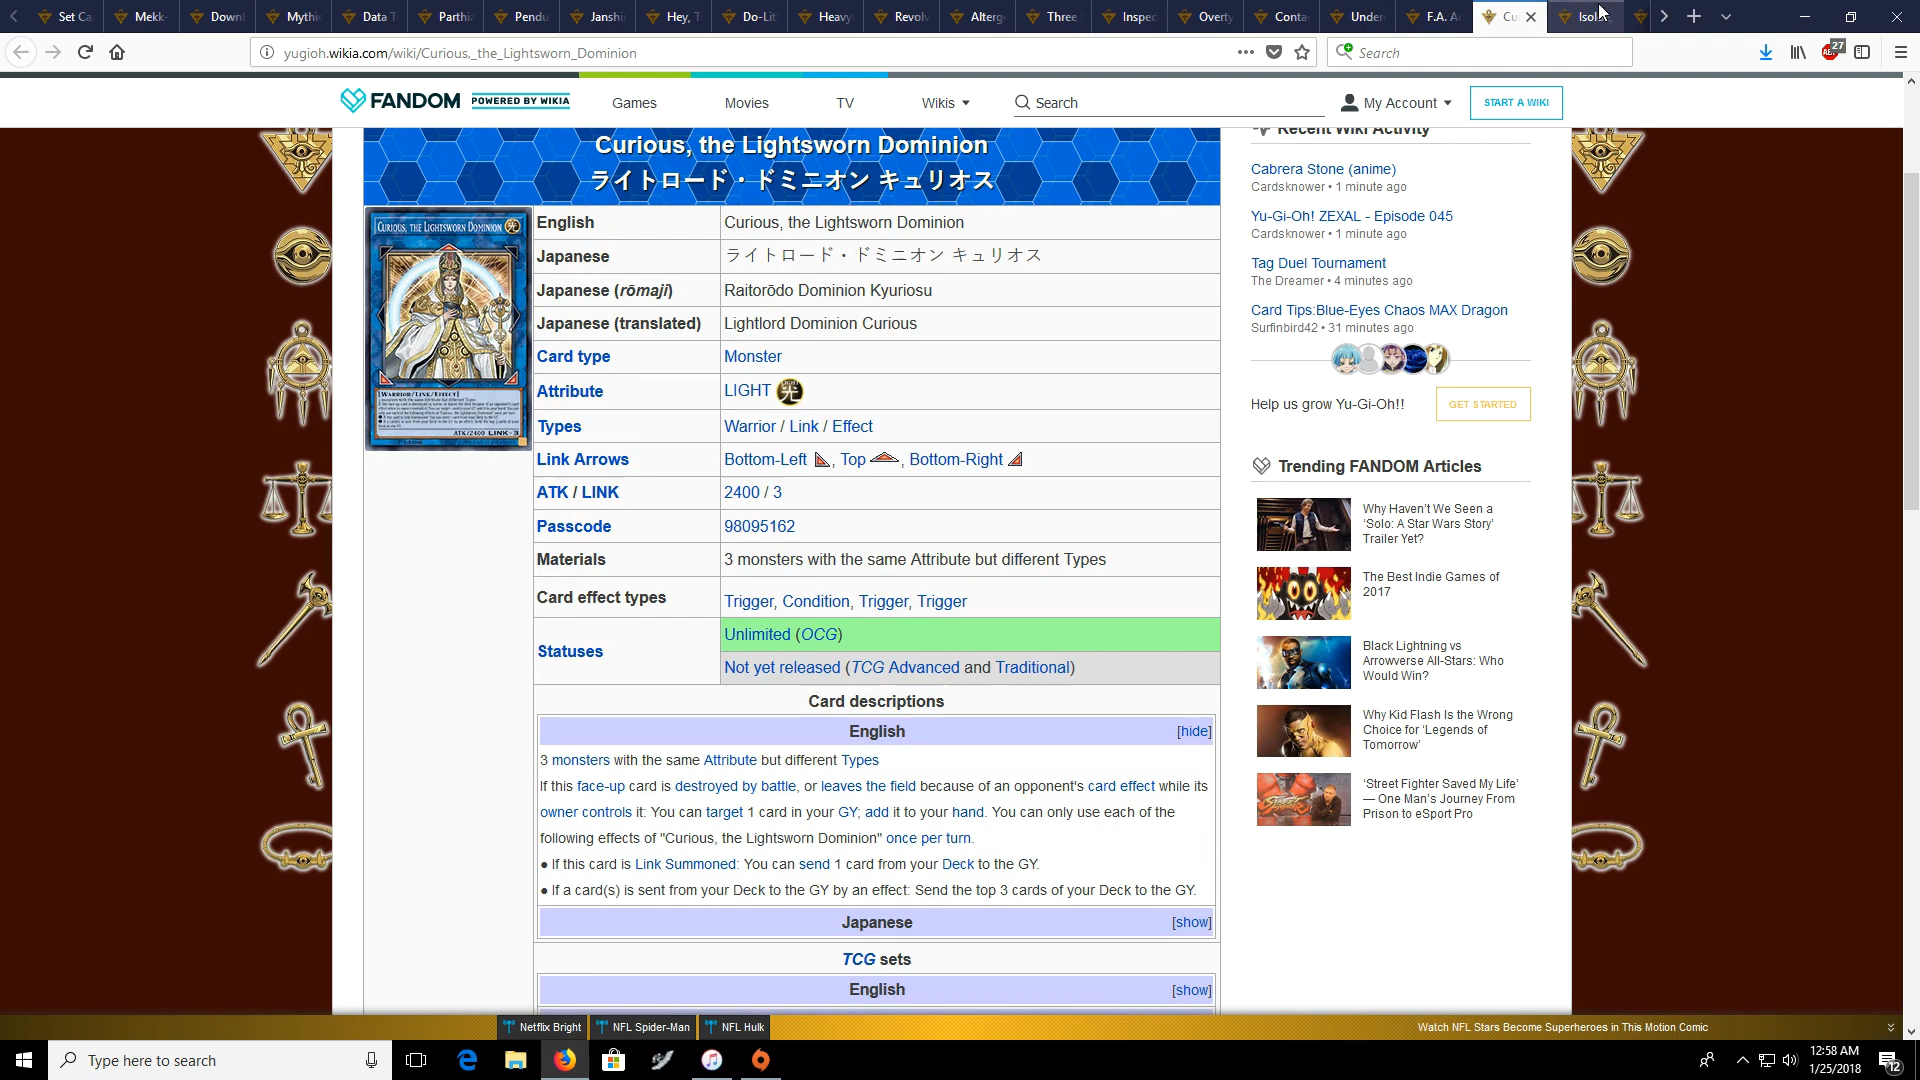 Set Ca
Mekk-
Downl
Mythic
Data T
Parthia
Pendu
Janshi
Hey, T
Do-Lit
Heavy
Revolv
Alterg
Three
Inspec
Overty
Conta
Under
F.A. A
Cu
Isol
yugioh.wikia.com/wiki/Curious,_the_Lightsworn_Dominion
Search
27
FANDOM
POWERED BY WIKIA
Games
Movies
TV
Wikis
Search
My Account
START A WIKI
Curious, the Lightsworn Dominion
ライトロード・ドミニオン キュリオス
CURIOUS, THE LIGHTSWORN DOMINION
[WARRIOR/LINK/EFFECT]
ATK/2400 LINK-3
English
Curious, the Lightsworn Dominion
Japanese
ライトロード・ドミニオン キュリオス
Japanese (rōmaji)
Raitorōdo Dominion Kyuriosu
Japanese (translated)
Lightlord Dominion Curious
Card type
Monster
Attribute
LIGHT
Types
Warrior / Link / Effect
Link Arrows
Bottom-Left , Top , Bottom-Right
ATK / LINK
2400 / 3
Passcode
98095162
Materials
3 monsters with the same Attribute but different Types
Card effect types
Trigger, Condition, Trigger, Trigger
Statuses
Unlimited (OCG)
Not yet released (TCG Advanced and Traditional)
Card descriptions
English
[hide]
3 monsters with the same Attribute but different Types
If this face-up card is destroyed by battle, or leaves the field because of an opponent's card effect while its
owner controls it: You can target 1 card in your GY; add it to your hand. You can only use each of the
following effects of "Curious, the Lightsworn Dominion" once per turn.
● If this card is Link Summoned: You can send 1 card from your Deck to the GY.
● If a card(s) is sent from your Deck to the GY by an effect: Send the top 3 cards of your Deck to the GY.
Japanese
[show]
TCG sets
English
[show]
Recent Wiki Activity
Cabrera Stone (anime)
Cardsknower • 1 minute ago
Yu-Gi-Oh! ZEXAL - Episode 045
Cardsknower • 1 minute ago
Tag Duel Tournament
The Dreamer • 4 minutes ago
Card Tips:Blue-Eyes Chaos MAX Dragon
Surfinbird42 • 31 minutes ago
Help us grow Yu-Gi-Oh!!
GET STARTED
Trending FANDOM Articles
Why Haven't We Seen a
'Solo: A Star Wars Story'
Trailer Yet?
The Best Indie Games of
2017
Black Lightning vs
Arrowverse All-Stars: Who
Would Win?
Why Kid Flash Is the Wrong
Choice for 'Legends of
Tomorrow'
'Street Fighter Saved My Life'
— One Man's Journey From
Prison to eSport Pro
Netflix Bright
NFL Spider-Man
NFL Hulk
Watch NFL Stars Become Superheroes in This Motion Comic
Type here to search
12:58 AM
1/25/2018
12